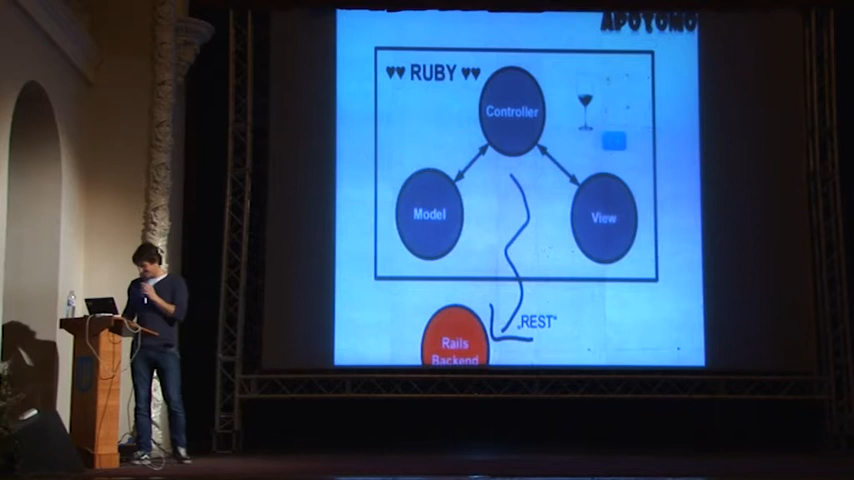 APOTOMO
♥♥ RUBY ♥♥
Controller
Model
View
„REST“
Rails
Backend